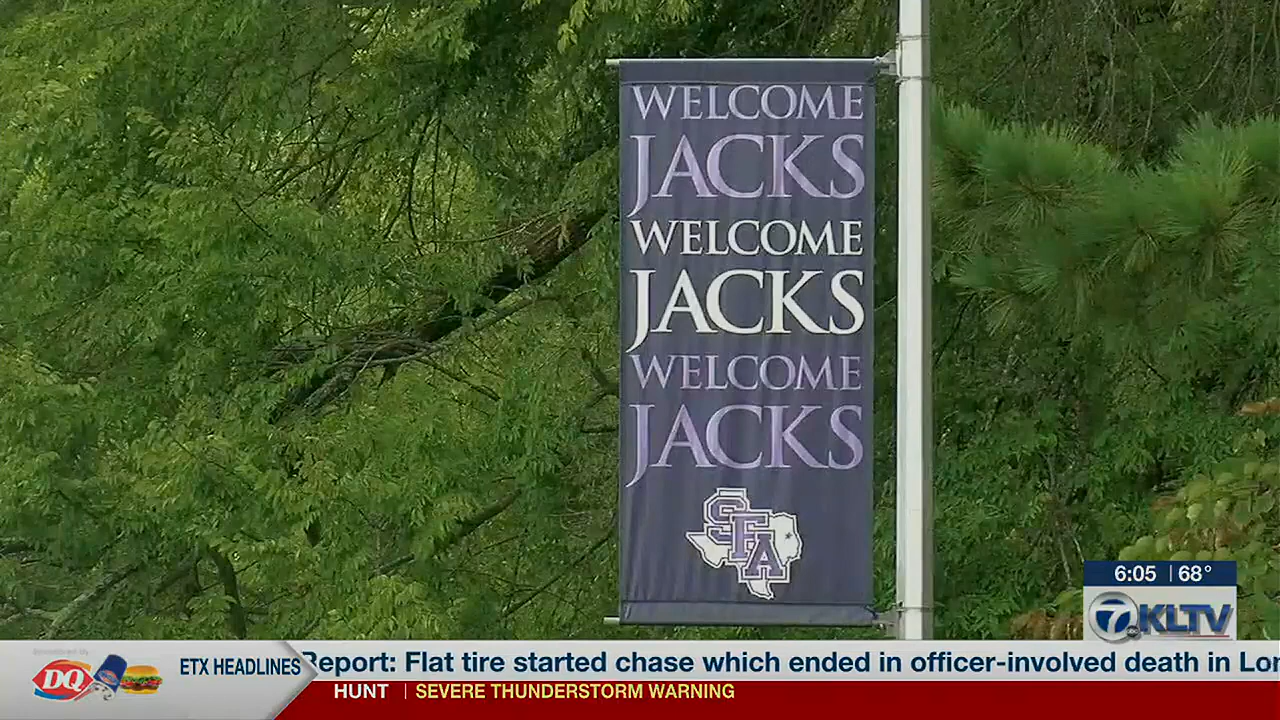 WELCOME
JACKS
WELCOME
JACKS
WELCOME
JACKS
SFA
6:05 | 68°
7 KLTV
DQ
ETX HEADLINES
Report: Flat tire started chase which ended in officer-involved death in Lon
HUNT | SEVERE THUNDERSTORM WARNING